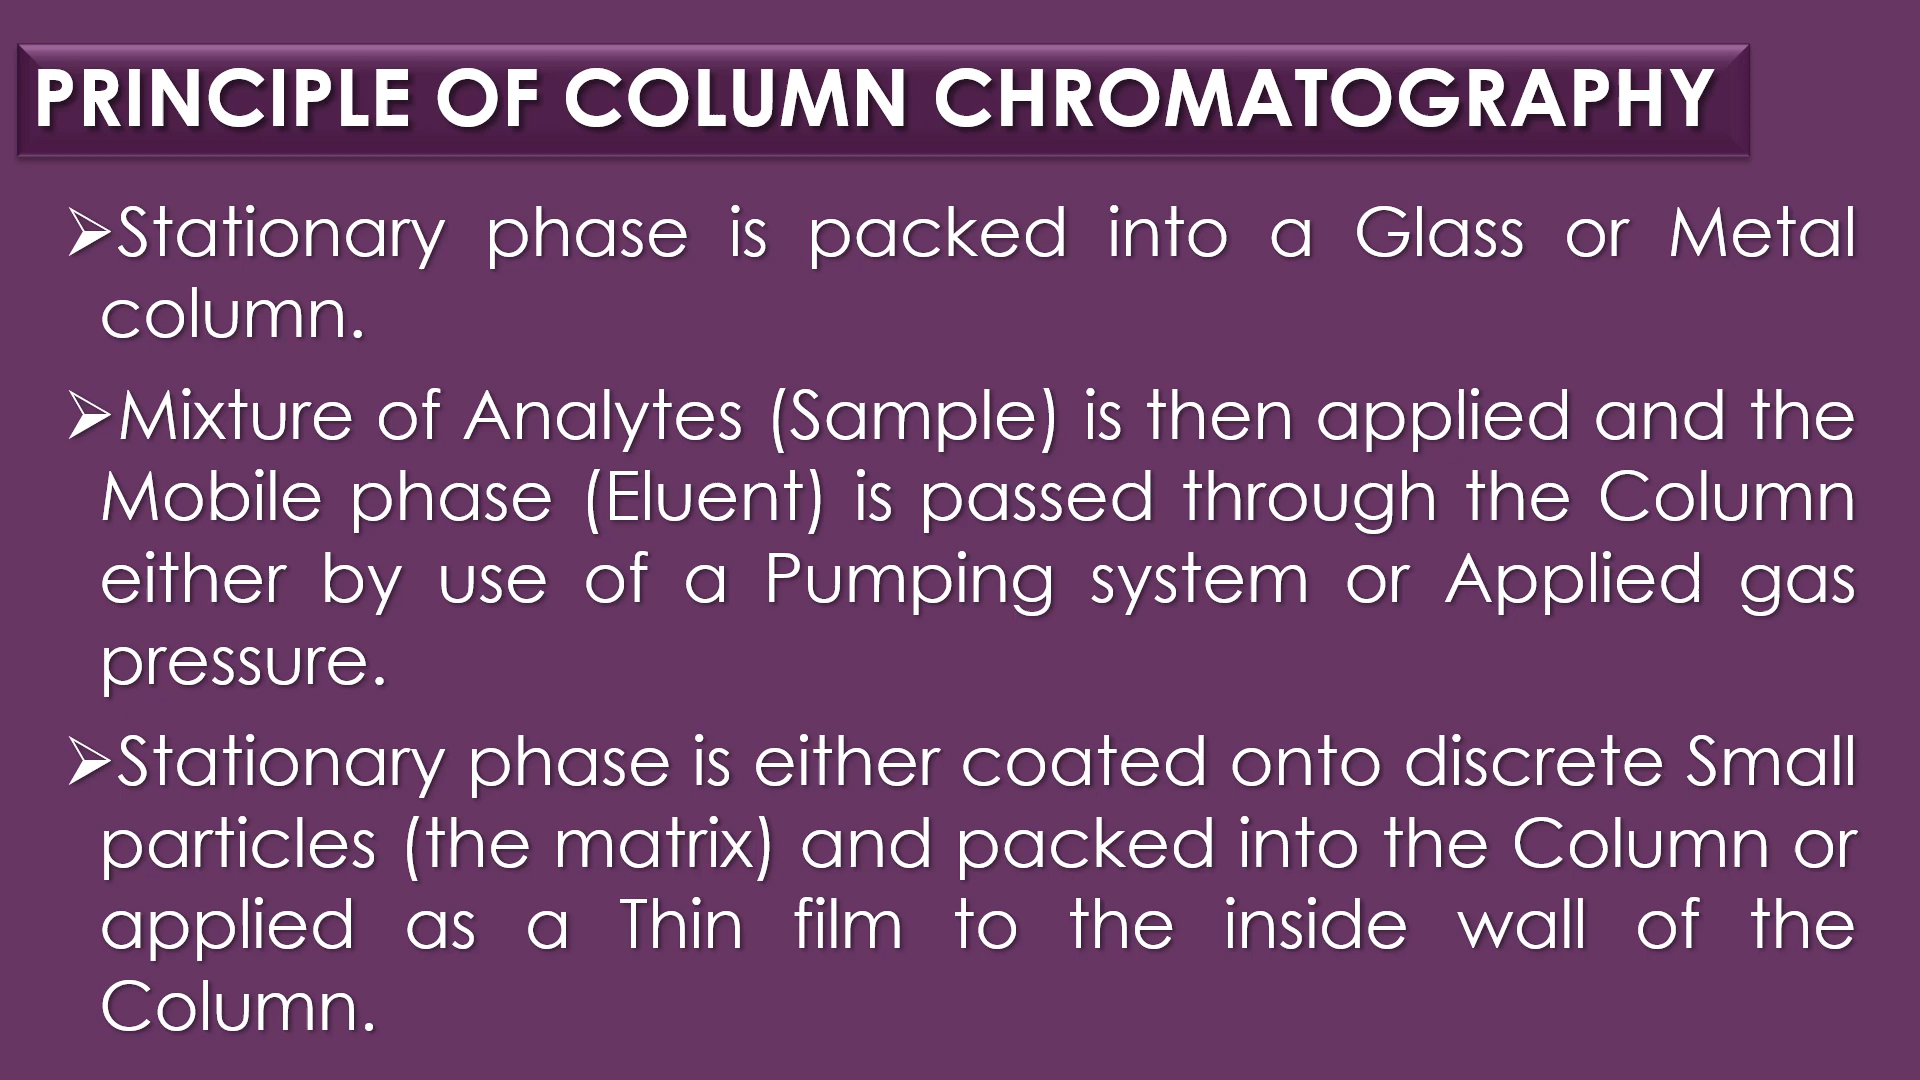 PRINCIPLE OF COLUMN CHROMATOGRAPHY
➢Stationary phase is packed into a Glass or Metal
column.
➢Mixture of Analytes (Sample) is then applied and the
Mobile phase (Eluent) is passed through the Column
either by use of a Pumping system or Applied gas
pressure.
➢Stationary phase is either coated onto discrete Small
particles (the matrix) and packed into the Column or
applied as a Thin film to the inside wall of the
Column.